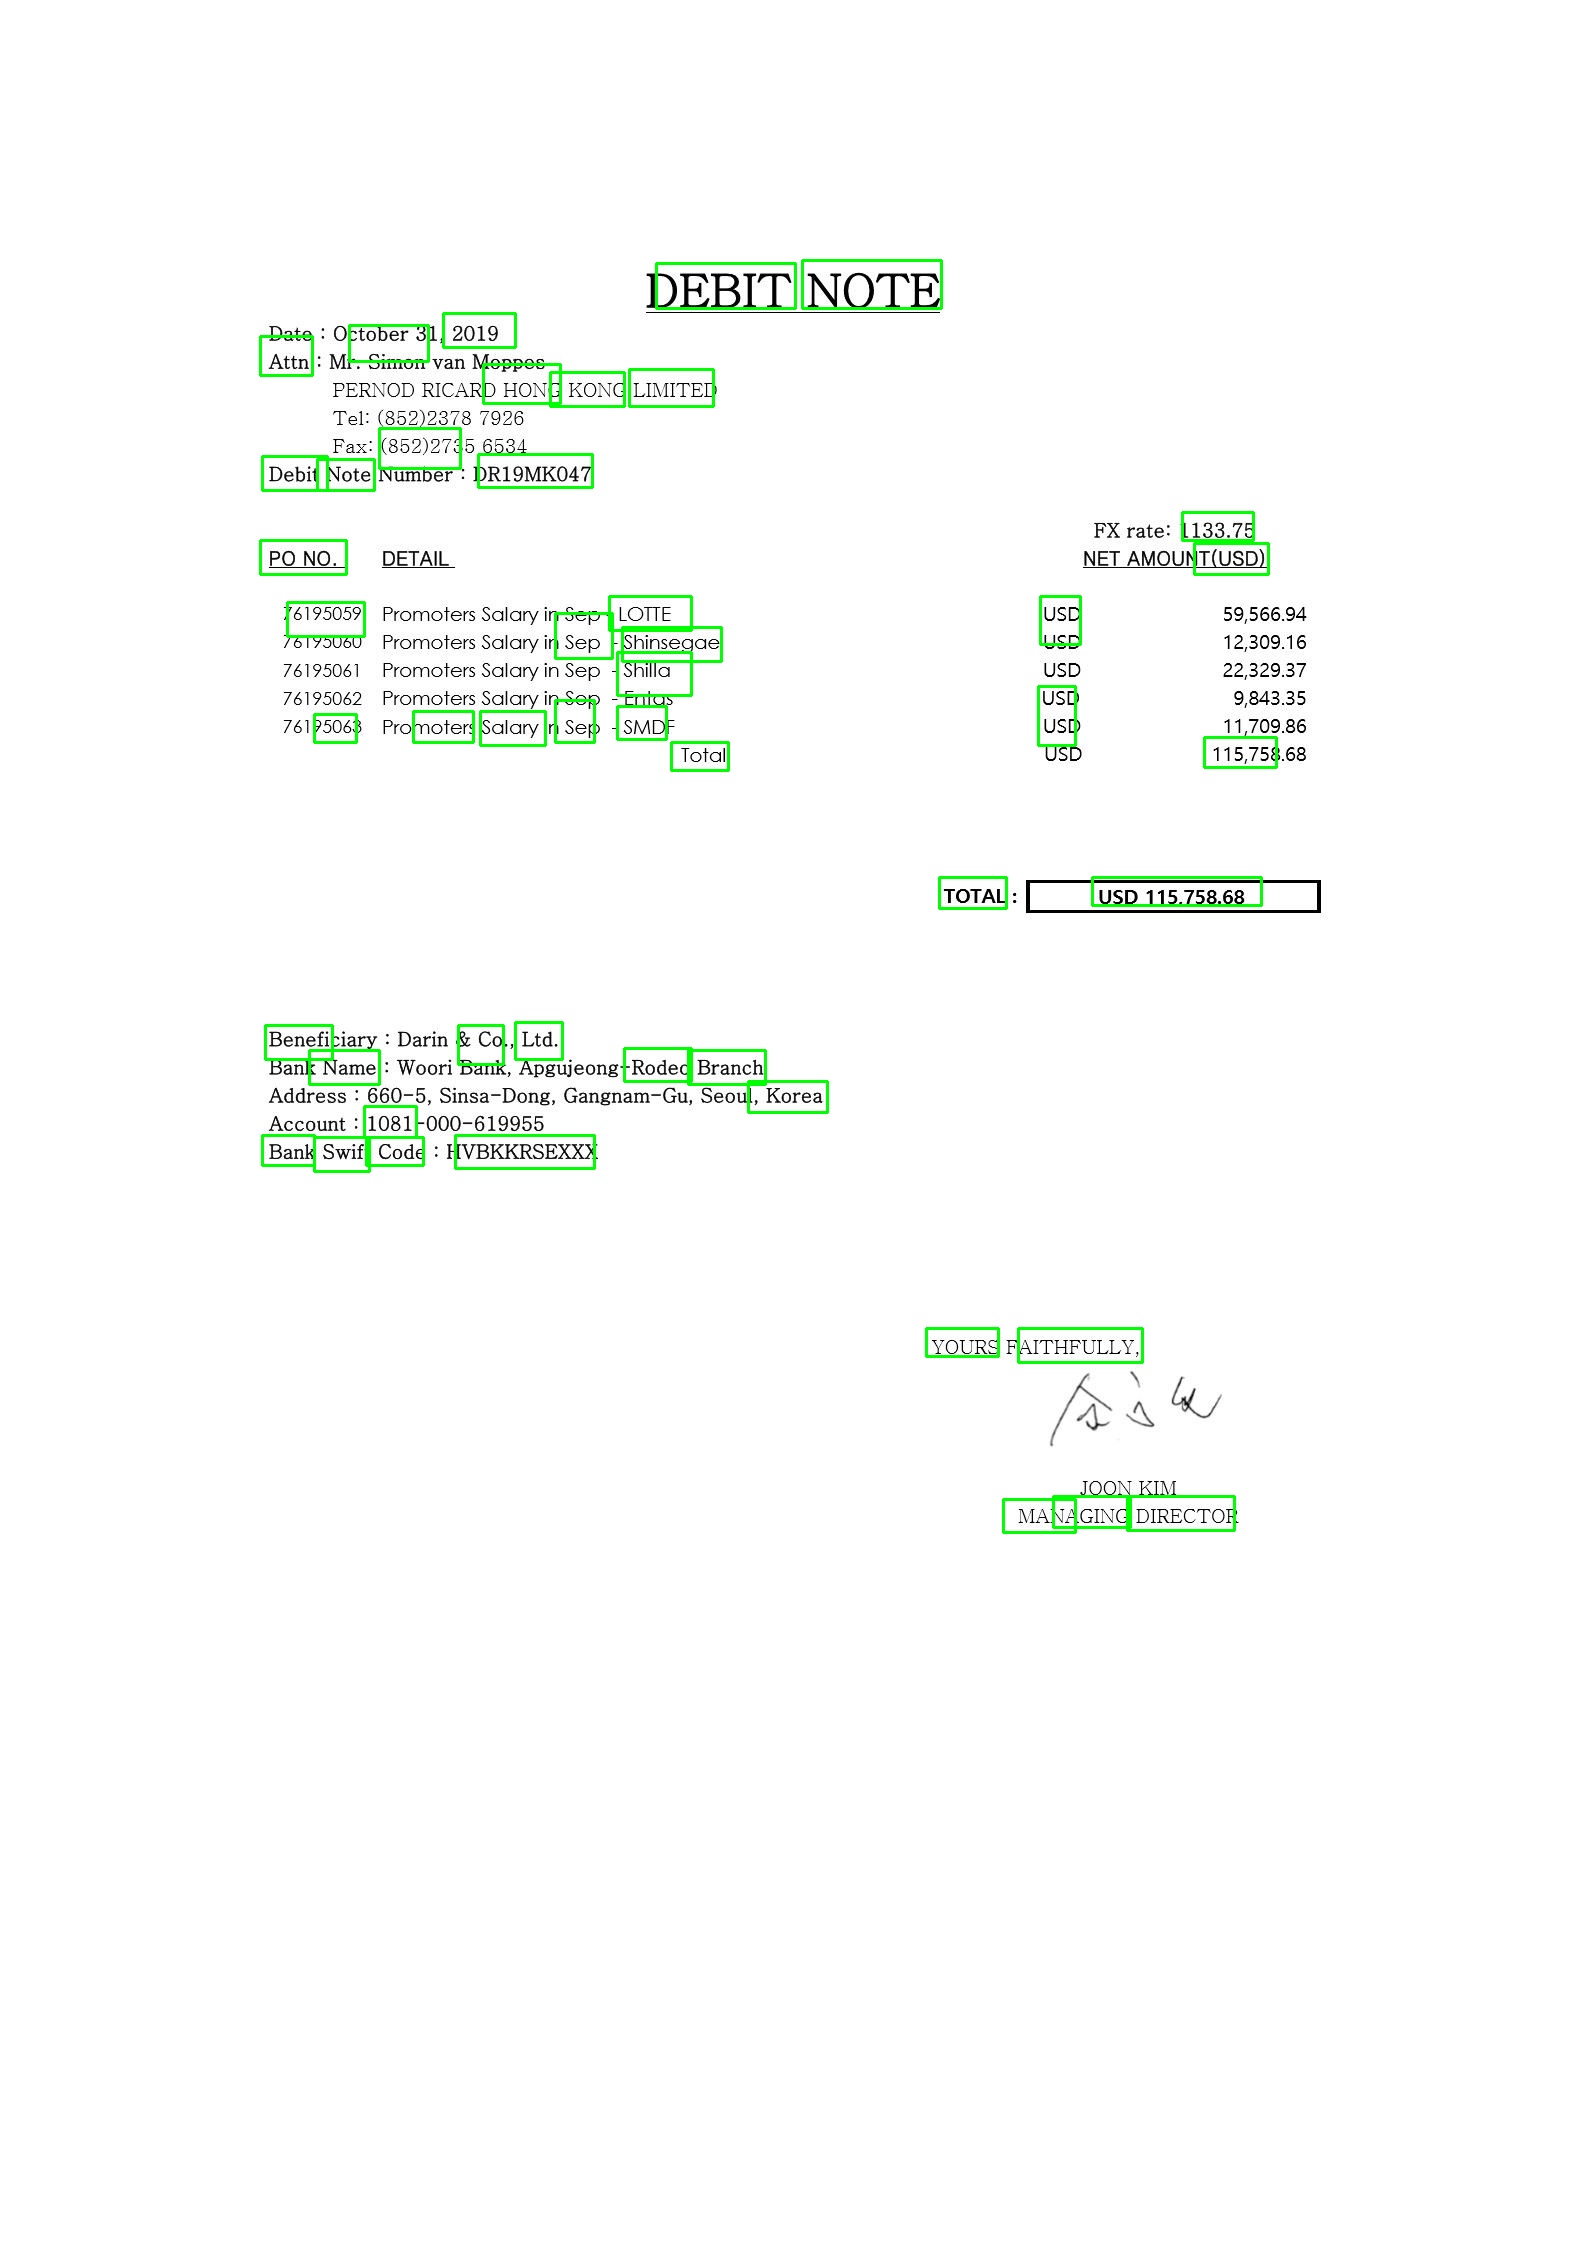 DEBIT NOTE
Date : October 31, 2019
Attn : Mr. Simon van Moppes
PERNOD RICARD HONG KONG LIMITED
Tel: (852)2378 7926
Fax: (852)2735 6534
Debit Note Number : DR19MK047
FX rate: 1133.75
PO NO. DETAIL NET AMOUNT(USD)
76195059 Promoters Salary in Sep - LOTTE USD 59,566.94
76195060 Promoters Salary in Sep - Shinsegae USD 12,309.16
76195061 Promoters Salary in Sep - Shilla USD 22,329.37
76195062 Promoters Salary in Sep - Entas USD 9,843.35
76195063 Promoters Salary in Sep - SMDF USD 11,709.86
Total USD 115,758.68
TOTAL : USD 115,758.68
Beneficiary : Darin & Co., Ltd.
Bank Name : Woori Bank, Apgujeong-Rodeo Branch
Address : 660-5, Sinsa-Dong, Gangnam-Gu, Seoul, Korea
Account : 1081-000-619955
Bank Swift Code : HVBKKRSEXXX
YOURS FAITHFULLY,
JOON KIM
MANAGING DIRECTOR